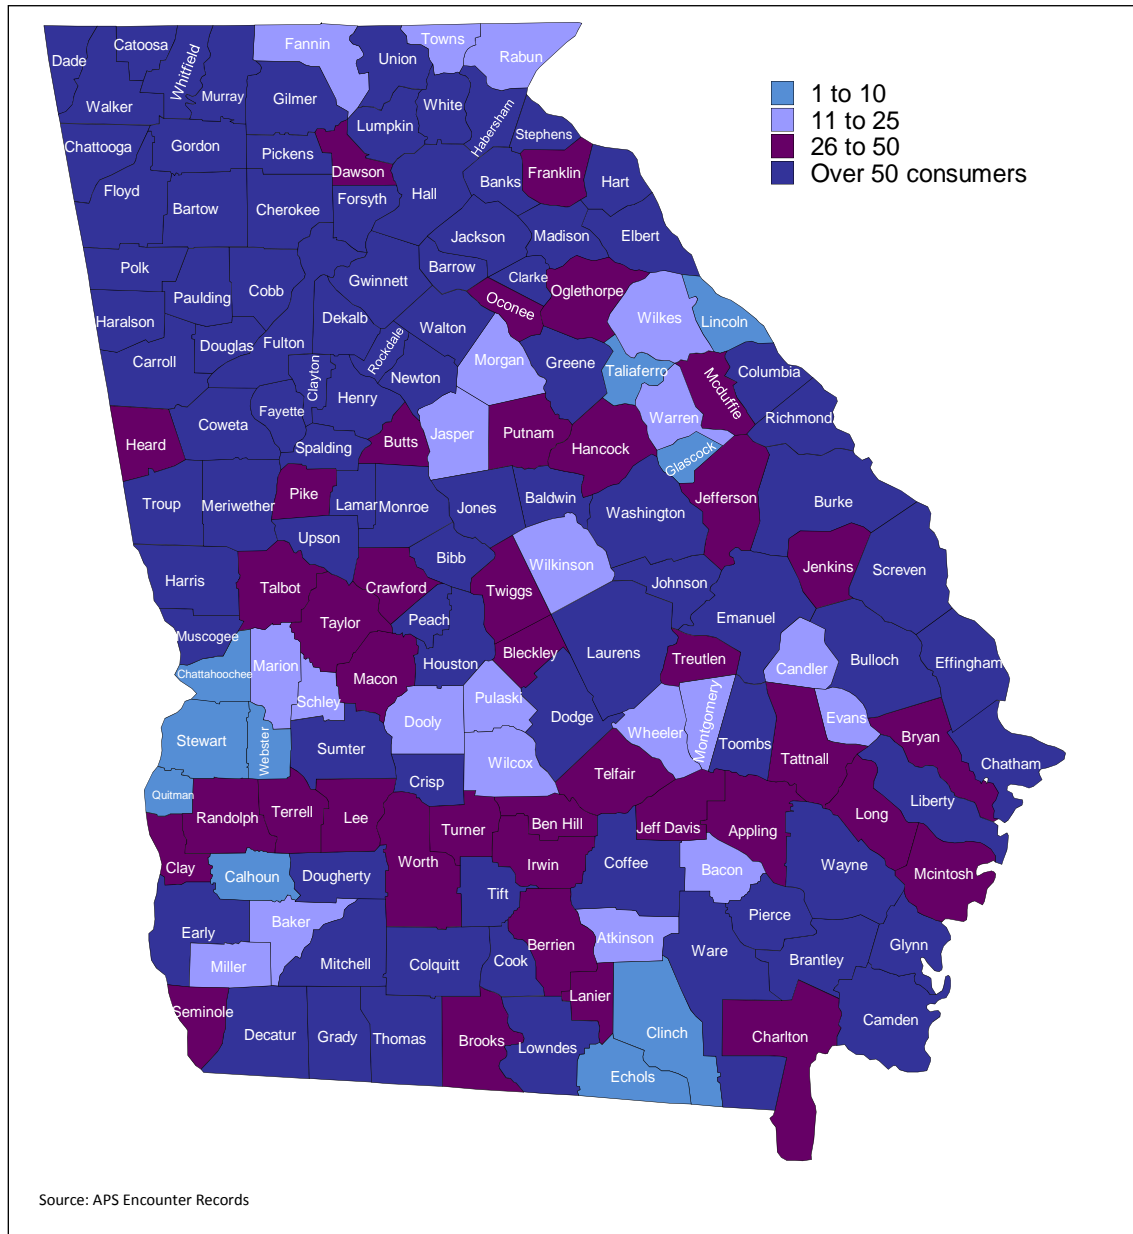 Dade
Catoosa
Whitfield
Fannin
Union
Towns
Rabun
Walker
Murray
Gilmer
White
Habersham
Lumpkin
Stephens
Chattooga
Gordon
Pickens
Dawson
Banks
Franklin
Hart
Floyd
Bartow
Cherokee
Forsyth
Hall
Jackson
Madison
Elbert
Polk
Paulding
Cobb
Gwinnett
Barrow
Clarke
Oconee
Oglethorpe
Wilkes
Lincoln
Haralson
Douglas
Fulton
Dekalb
Rockdale
Walton
Morgan
Greene
Taliaferro
Columbia
Carroll
Clayton
Newton
Mcduffie
Warren
Richmond
Coweta
Fayette
Henry
Spalding
Heard
Butts
Jasper
Putnam
Hancock
Glascock
Jefferson
Troup
Meriwether
Pike
Lamar
Monroe
Jones
Baldwin
Washington
Burke
Upson
Bibb
Wilkinson
Johnson
Jenkins
Screven
Harris
Talbot
Crawford
Twiggs
Taylor
Peach
Emanuel
Muscogee
Chattahoochee
Marion
Macon
Houston
Bleckley
Laurens
Treutlen
Candler
Bulloch
Effingham
Schley
Pulaski
Dooly
Dodge
Wheeler
Montgomery
Toombs
Evans
Bryan
Tattnall
Stewart
Webster
Sumter
Wilcox
Chatham
Crisp
Telfair
Liberty
Quitman
Randolph
Terrell
Lee
Turner
Ben Hill
Jeff Davis
Appling
Long
Clay
Calhoun
Dougherty
Worth
Irwin
Coffee
Bacon
Wayne
Mcintosh
Tift
Early
Baker
Pierce
Miller
Mitchell
Colquitt
Cook
Berrien
Atkinson
Ware
Brantley
Glynn
Seminole
Lanier
Decatur
Grady
Thomas
Brooks
Lowndes
Clinch
Charlton
Camden
Echols
1 to 10
11 to 25
26 to 50
Over 50 consumers
Source: APS Encounter Records